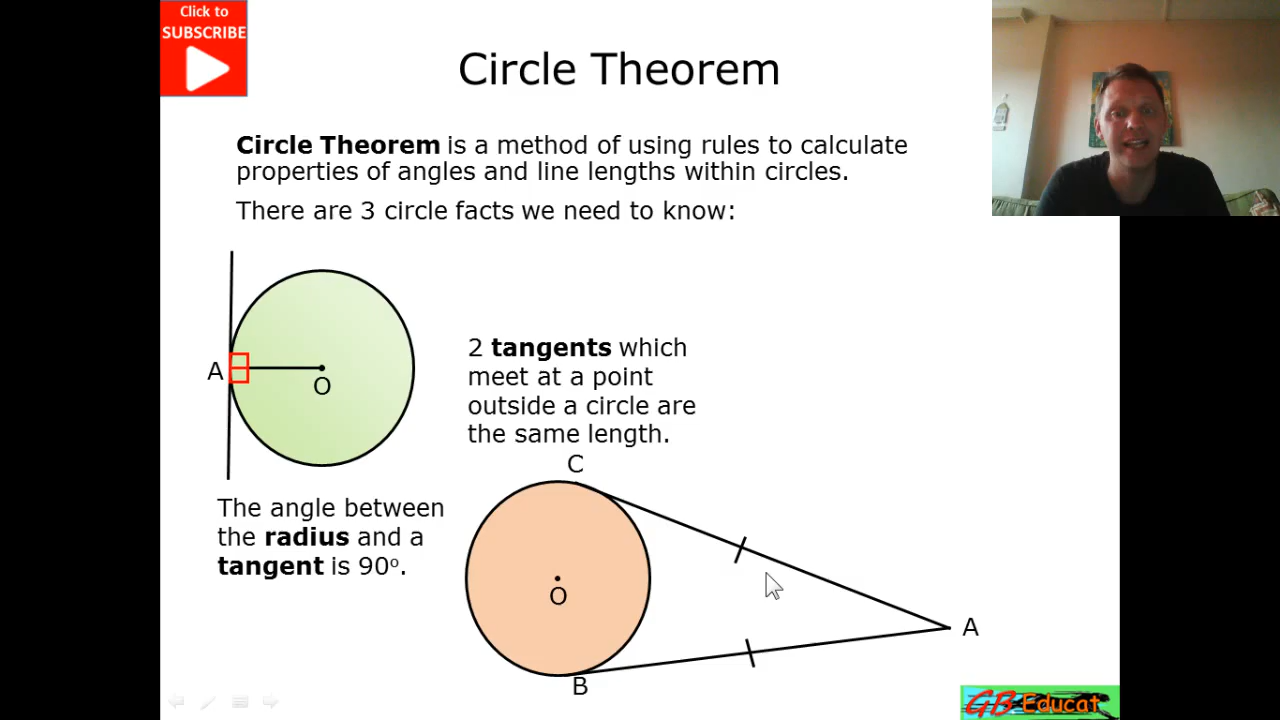 Click to
SUBSCRIBE
Circle Theorem
Circle Theorem is a method of using rules to calculate
properties of angles and line lengths within circles.
There are 3 circle facts we need to know:
A
O
The angle between
the radius and a
tangent is 90º.
2 tangents which
meet at a point
outside a circle are
the same length.
C
O
A
B
GB Educat